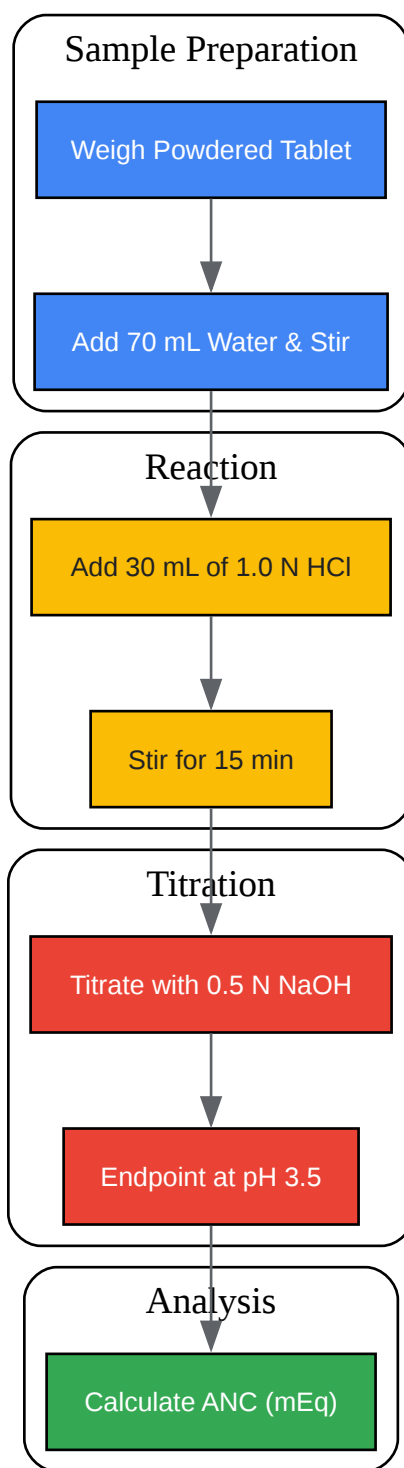 Sample Preparation
Weigh Powdered Tablet
Add 70 mL Water & Stir
Reaction
Add 30 mL of 1.0 N HCl
Stir for 15 min
Titration
Titrate with 0.5 N NaOH
Endpoint at pH 3.5
Analysis
Calculate ANC (mEq)